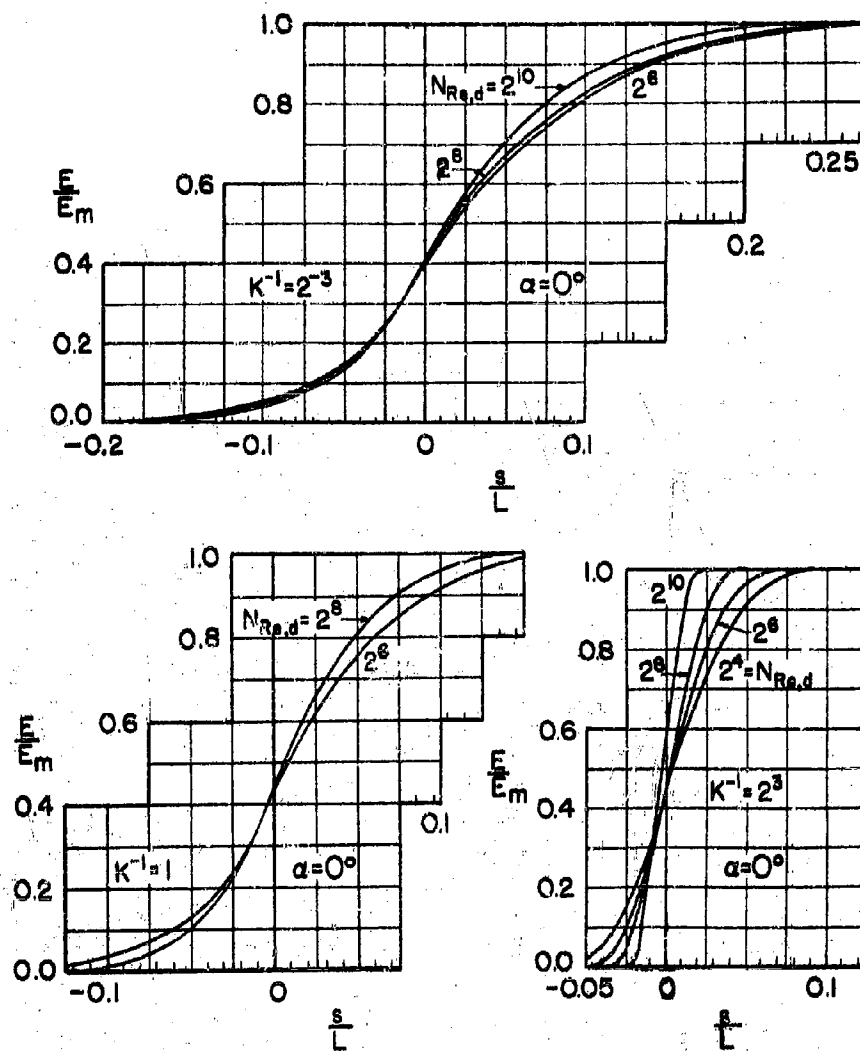 1.0
N_Re,d = 2^10
2^6
0.8
2^8
0.25
0.6
E/E_m
0.2
0.4
K^-1 = 2^-3
α = 0°
0.2
0.0
-0.2
-0.1
0
0.1
s/L
1.0
N_Re,d = 2^8
0.8
2^6
0.6
E/E_m
0.4
0.1
K^-1 = 1
α = 0°
0.2
0.0
-0.1
0
s/L
1.0
2^10
2^6
0.8
2^8
2^4 = N_Re,d
0.6
E/E_m
K^-1 = 2^3
0.4
α = 0°
0.2
0.0
-0.05
0
0.1
s/L